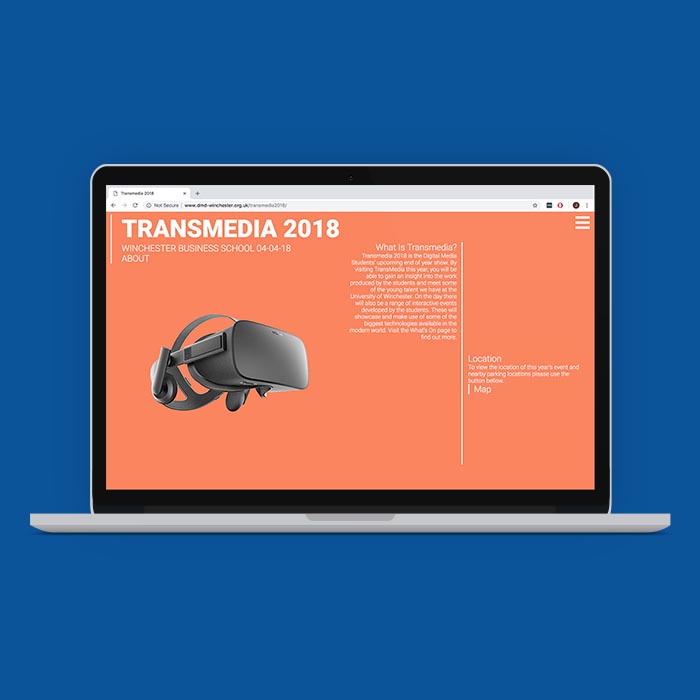 Transmedia 2018
Not Secure | www.dmd-winchester.org.uk/transmedia2018/
TRANSMEDIA 2018
WINCHESTER BUSINESS SCHOOL 04-04-18
ABOUT
What Is Transmedia?
Transmedia 2018 is the Digital Media
Students' upcoming end of year show. By
visiting TransMedia this year, you will be
able to gain an insight into the work
produced by the students and meet some
of the young talent we have at the
University of Winchester. On the day there
will also be a range of interactive events
developed by the students. These will
showcase and make use of some of the
biggest technologies available in the
modern world. Visit the What's On page to
find out more.
Location
To view the location of this year's event and
nearby parking locations please use the
button bellow.
Map